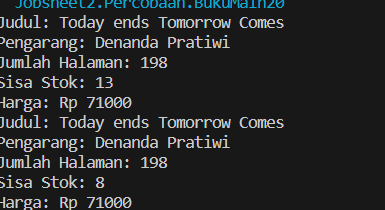 Jobsheet2.Percobaan.BukuMain20
Judul: Today ends Tomorrow Comes
Pengarang: Denanda Pratiwi
Jumlah Halaman: 198
Sisa Stok: 13
Harga: Rp 71000
Judul: Today ends Tomorrow Comes
Pengarang: Denanda Pratiwi
Jumlah Halaman: 198
Sisa Stok: 8
Harga: Rp 71000